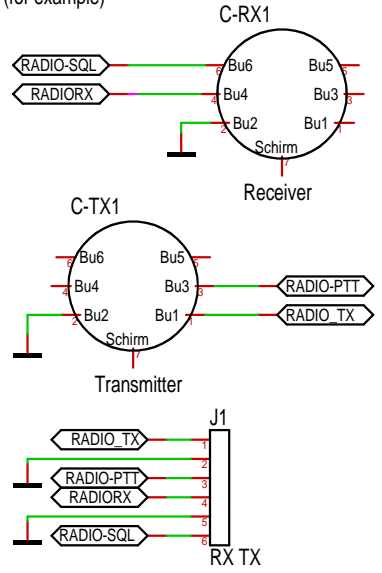 (for example)
C-RX1
RADIO-SQL 6 Bu6 Bu5 5
RADIORX 4 Bu4 Bu3 3
2 Bu2 Bu1 1
Schirm
7
Receiver
C-TX1
6 Bu6 Bu5 5
4 Bu4 Bu3 3 RADIO-PTT
2 Bu2 Bu1 1 RADIO_TX
Schirm
7
Transmitter
J1
RADIO_TX 1
2
RADIO-PTT 3
RADIORX 4
5
RADIO-SQL 6
RX TX